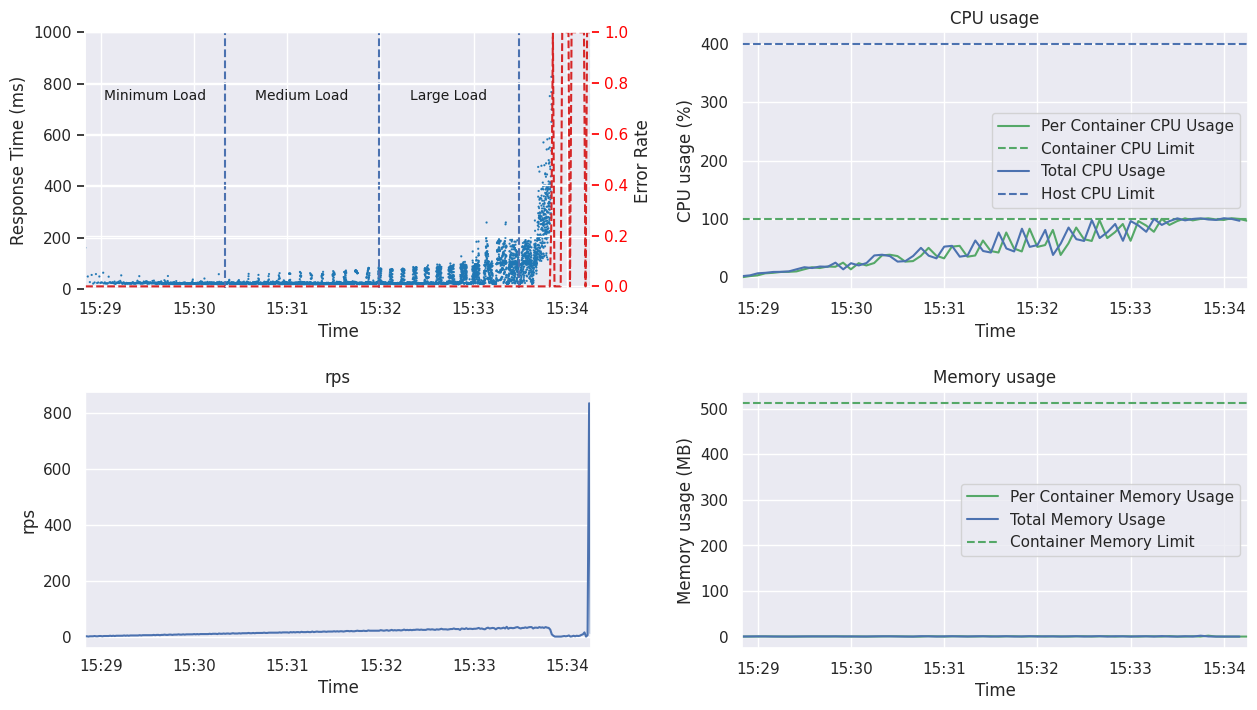 1000
800
600
400
200
0
Response Time (ms)
Minimum Load
Medium Load
Large Load
1.0
0.8
0.6
0.4
0.2
0.0
Error Rate
15:29 15:30 15:31 15:32 15:33 15:34
Time
CPU usage
400
300
200
100
0
CPU usage (%)
Per Container CPU Usage
Container CPU Limit
Total CPU Usage
Host CPU Limit
15:29 15:30 15:31 15:32 15:33 15:34
Time
rps
800
600
400
200
0
rps
15:29 15:30 15:31 15:32 15:33 15:34
Time
Memory usage
500
400
300
200
100
0
Memory usage (MB)
Per Container Memory Usage
Total Memory Usage
Container Memory Limit
15:29 15:30 15:31 15:32 15:33 15:34
Time